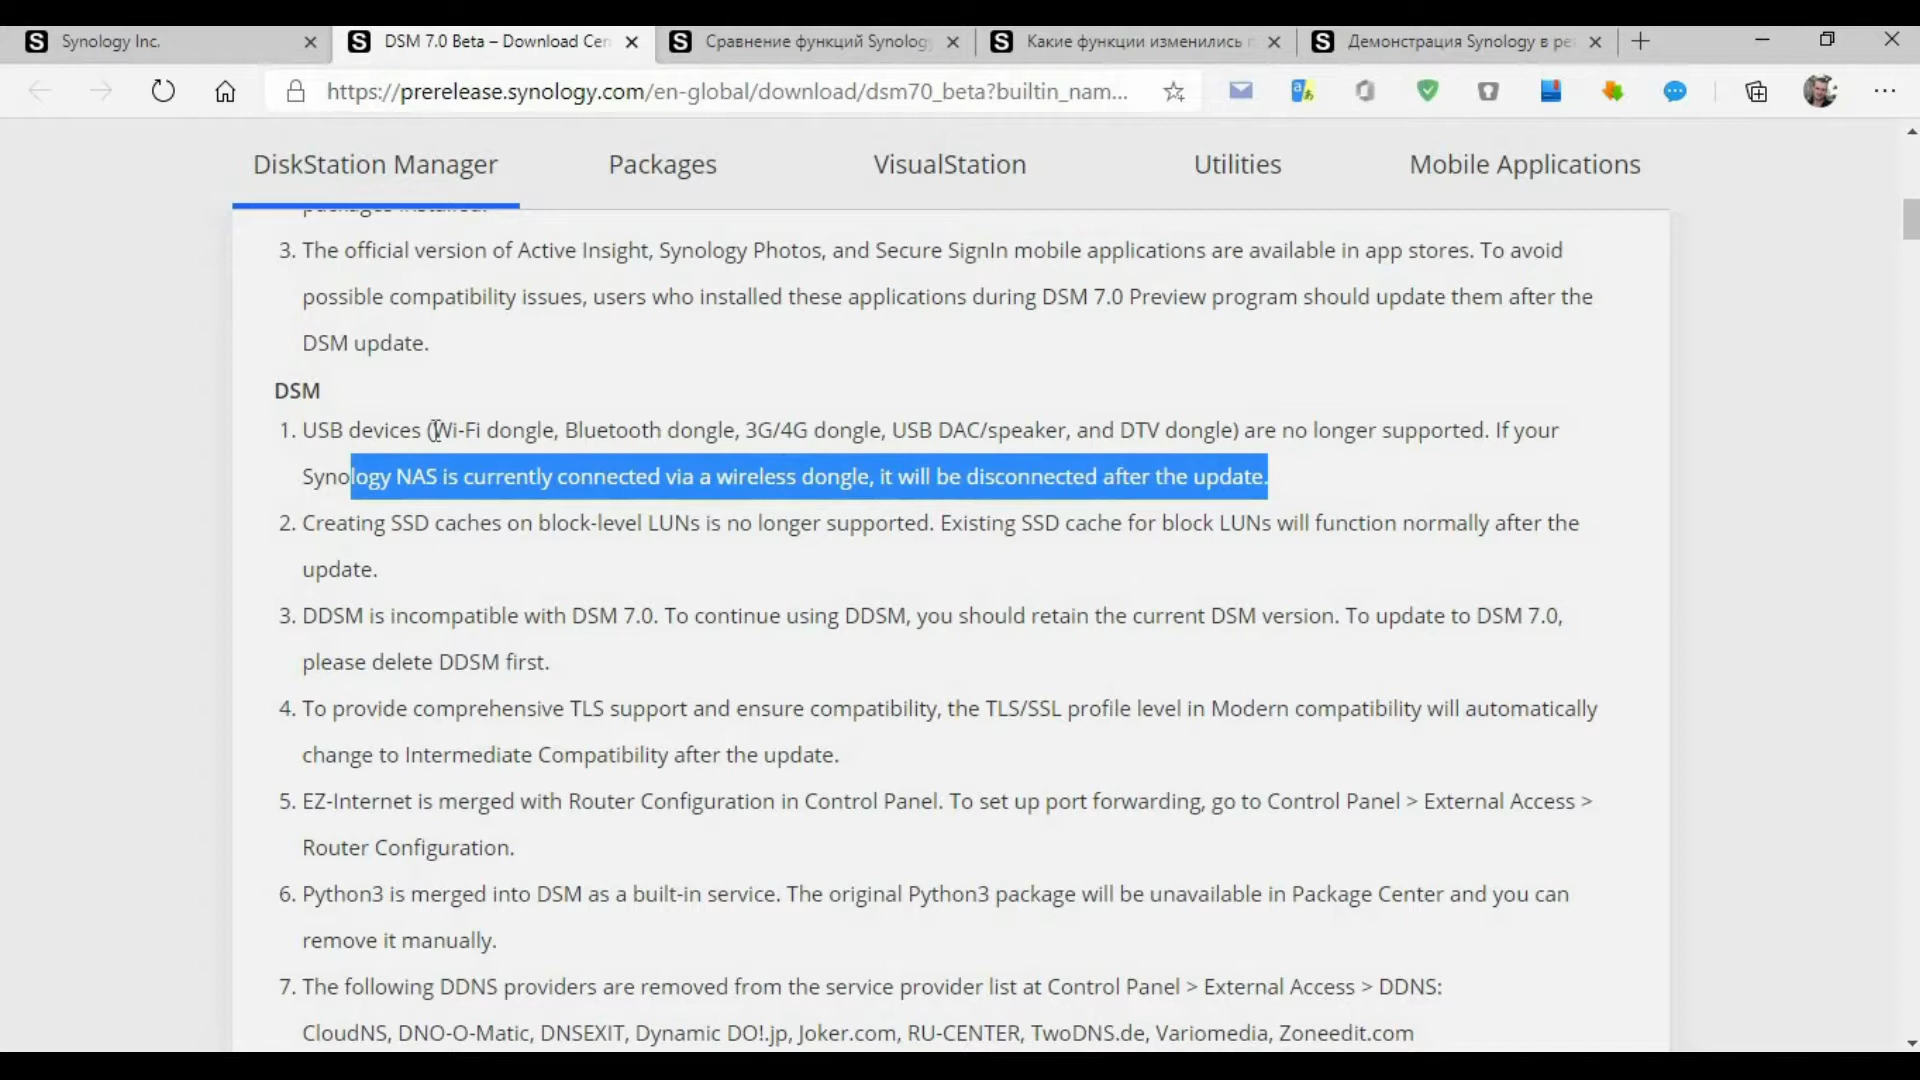 Synology Inc.
DSM 7.0 Beta – Download Cen
Сравнение функций Synology
Какие функции изменились
Демонстрация Synology в ре
https://prerelease.synology.com/en-global/download/dsm70_beta?builtin_nam...
DiskStation Manager
Packages
VisualStation
Utilities
Mobile Applications
packages installed.
3. The official version of Active Insight, Synology Photos, and Secure SignIn mobile applications are available in app stores. To avoid
possible compatibility issues, users who installed these applications during DSM 7.0 Preview program should update them after the
DSM update.
DSM
1. USB devices (Wi-Fi dongle, Bluetooth dongle, 3G/4G dongle, USB DAC/speaker, and DTV dongle) are no longer supported. If your
Synology NAS is currently connected via a wireless dongle, it will be disconnected after the update.
2. Creating SSD caches on block-level LUNs is no longer supported. Existing SSD cache for block LUNs will function normally after the
update.
3. DDSM is incompatible with DSM 7.0. To continue using DDSM, you should retain the current DSM version. To update to DSM 7.0,
please delete DDSM first.
4. To provide comprehensive TLS support and ensure compatibility, the TLS/SSL profile level in Modern compatibility will automatically
change to Intermediate Compatibility after the update.
5. EZ-Internet is merged with Router Configuration in Control Panel. To set up port forwarding, go to Control Panel > External Access >
Router Configuration.
6. Python3 is merged into DSM as a built-in service. The original Python3 package will be unavailable in Package Center and you can
remove it manually.
7. The following DDNS providers are removed from the service provider list at Control Panel > External Access > DDNS:
CloudNS, DNO-O-Matic, DNSEXIT, Dynamic DO!.jp, Joker.com, RU-CENTER, TwoDNS.de, Variomedia, Zoneedit.com